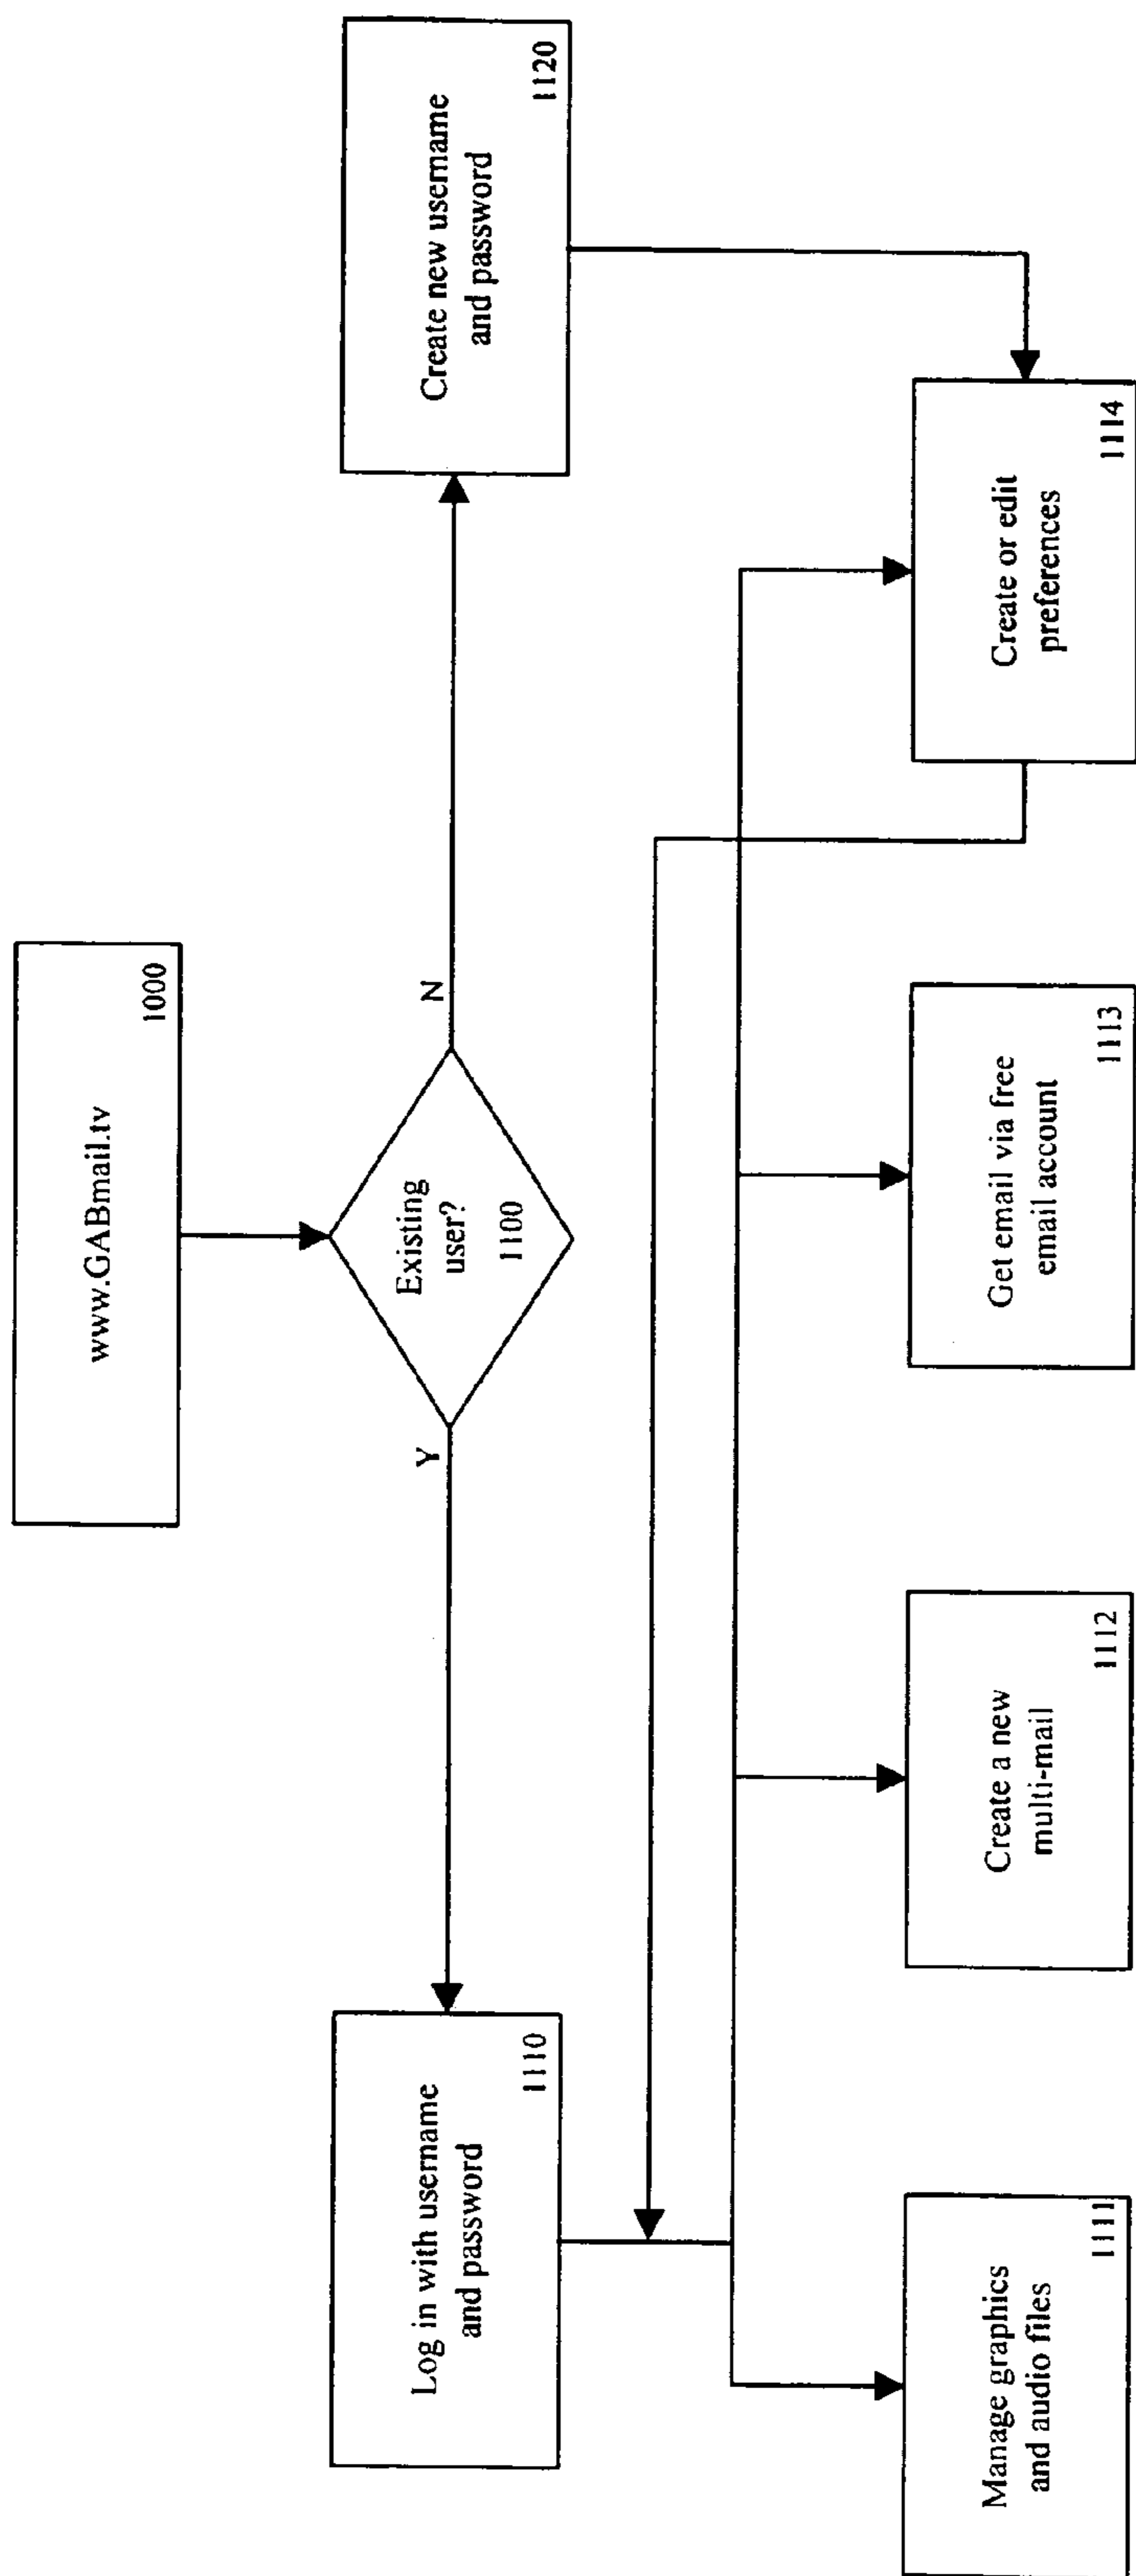 www.GABmail.tv
1000
Existing
user?
1100
Y
N
Log in with username
and password
1110
Create new username
and password
1120
Manage graphics
and audio files
1111
Create a new
multi-mail
1112
Get email via free
email account
1113
Create or edit
preferences
1114